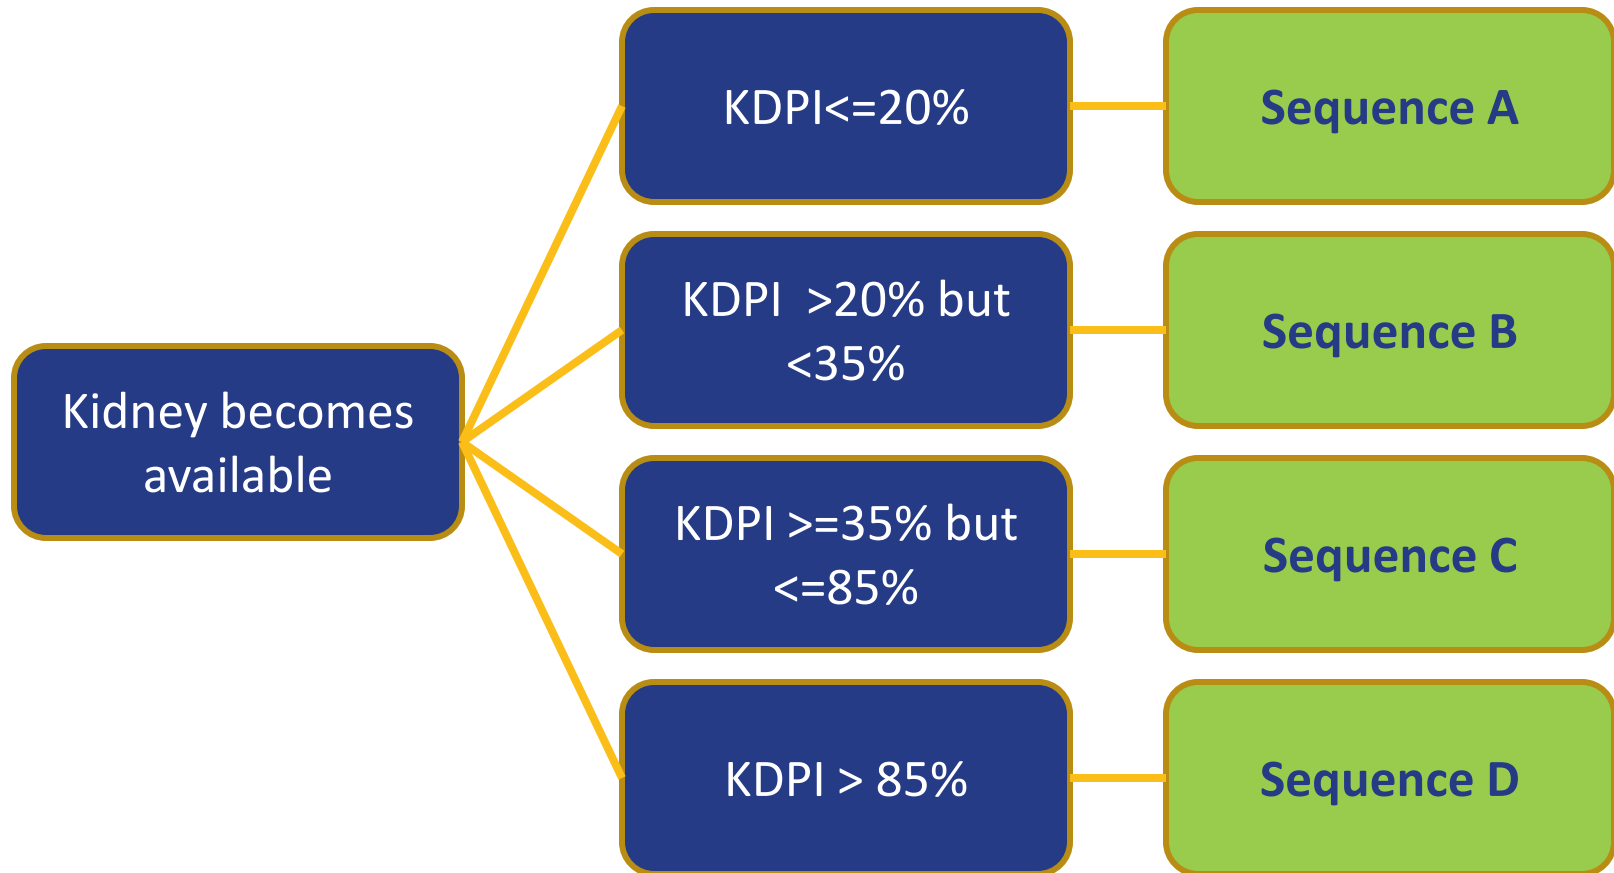 Kidney becomes
available
KDPI<=20%
Sequence A
KDPI  >20% but
<35%
Sequence B
KDPI >=35% but
<=85%
Sequence C
KDPI > 85%
Sequence D